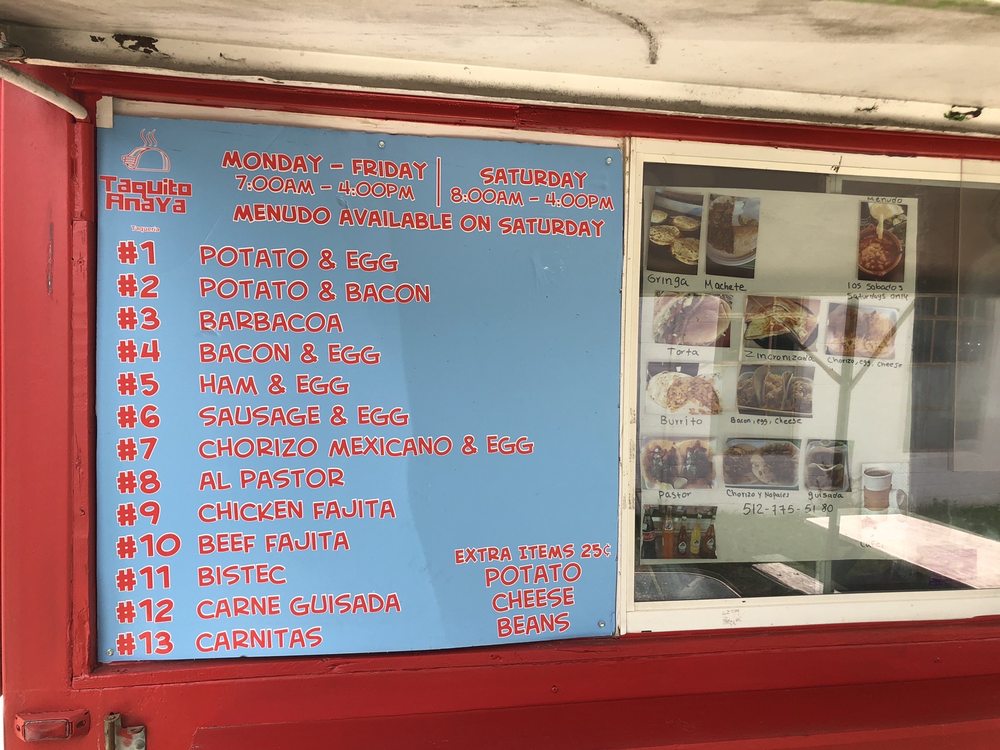 Taquito
Anaya
Taqueria
MONDAY - FRIDAY
7:00AM - 4:00PM
SATURDAY
8:00AM - 4:00PM
MENUDO AVAILABLE ON SATURDAY
#1 POTATO & EGG
#2 POTATO & BACON
#3 BARBACOA
#4 BACON & EGG
#5 HAM & EGG
#6 SAUSAGE & EGG
#7 CHORIZO MEXICANO & EGG
#8 AL PASTOR
#9 CHICKEN FAJITA
#10 BEEF FAJITA
#11 BISTEC
#12 CARNE GUISADA
#13 CARNITAS
EXTRA ITEMS 25¢
POTATO
CHEESE
BEANS
Menudo
Gringa Machete
los Sabados
Saturdays only
Torta Zincronizada Chorizo, egg, cheese
Burrito Bacon, egg, cheese
Pastor Chorizo y Nopales guisada
512-775-5180